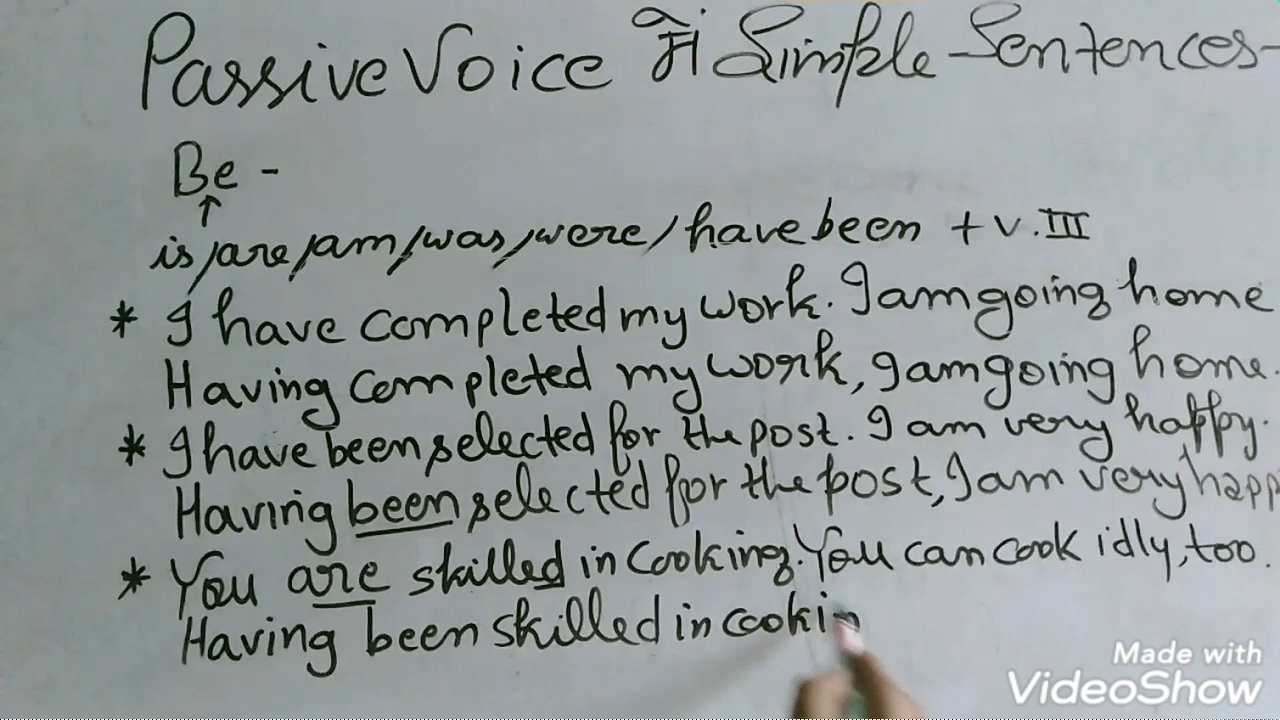 Passive Voice में Simple Sentences-
Be -
↑
is/are/am/was/were/have been + v.III
* I have completed my work. I am going home
Having completed my work, I am going home.
* I have been selected for the post. I am very happy.
Having been selected for the post, I am very happ
* You are skilled in cooking. You can cook idly, too.
Having been skilled in cookin
Made with
VideoShow